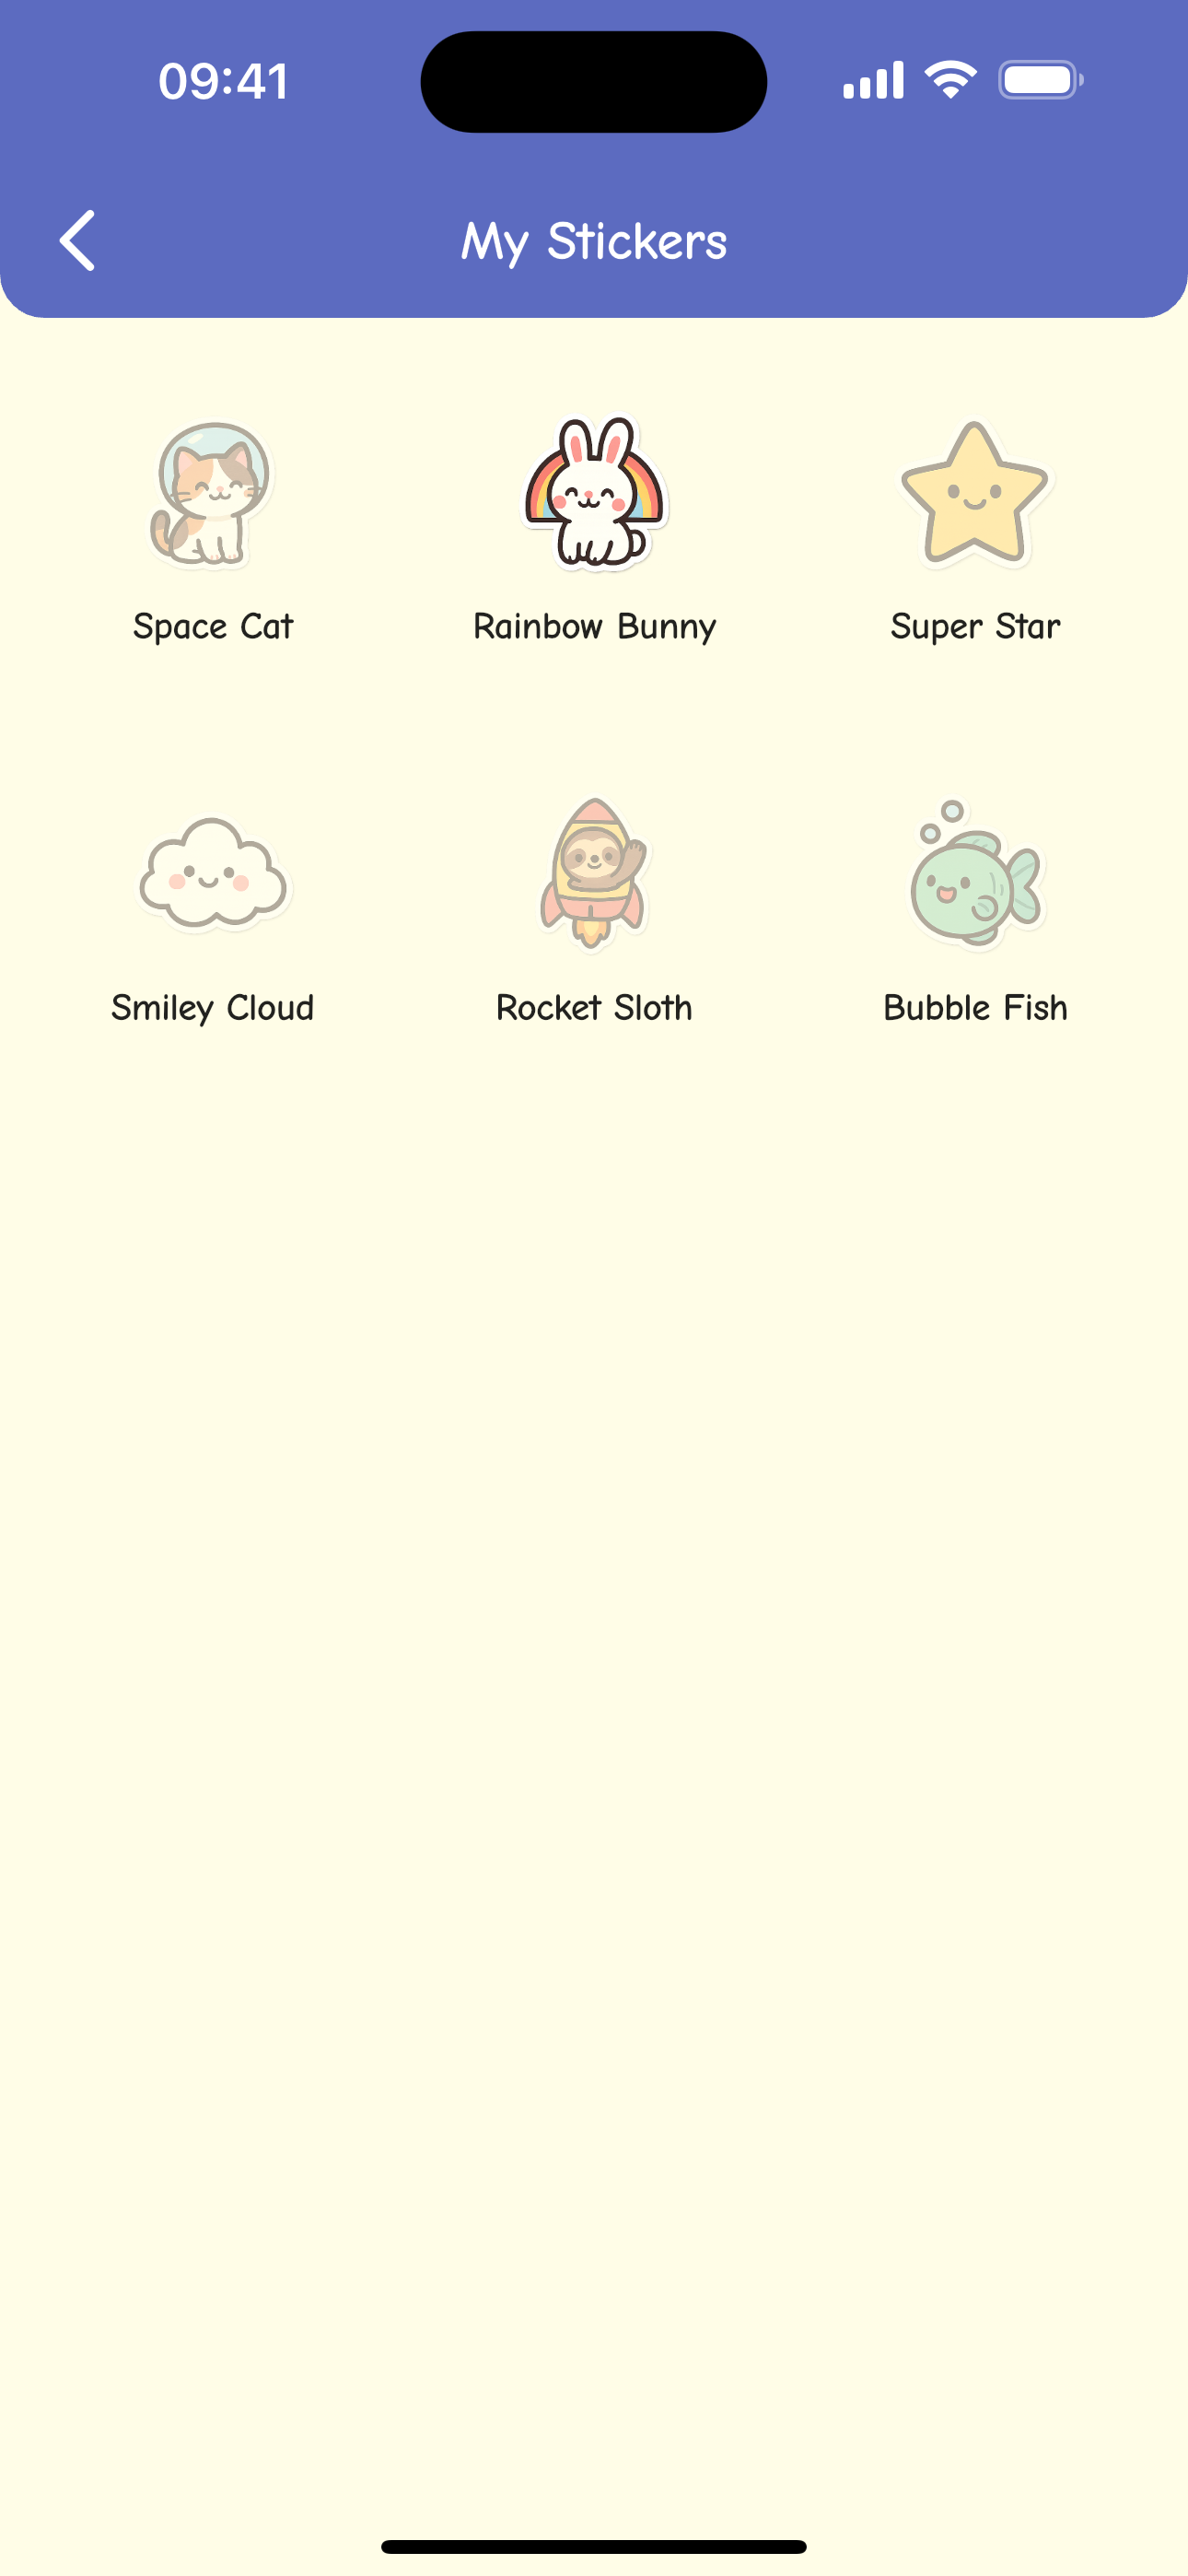 09:41
My Stickers
Space Cat
Rainbow Bunny
Super Star
Smiley Cloud
Rocket Sloth
Bubble Fish